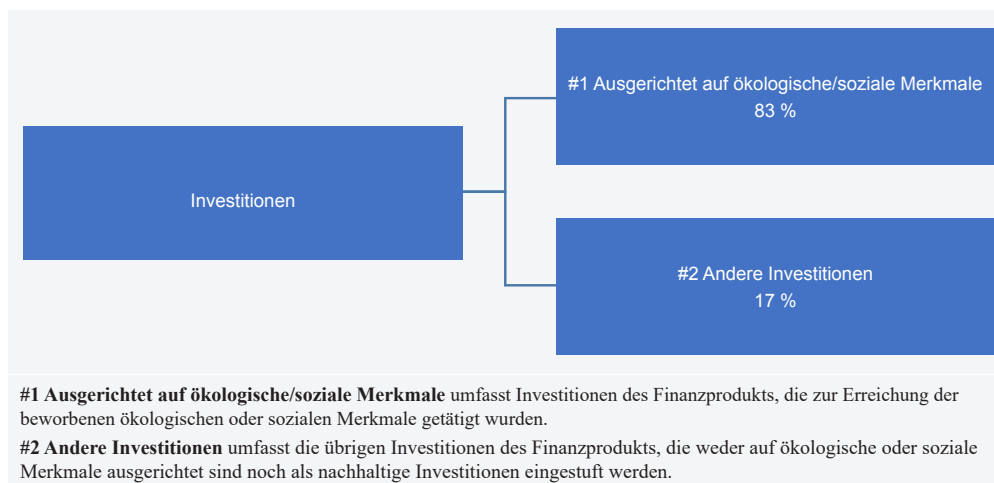 #1 Ausgerichtet auf ökologische/soziale Merkmale
83 %
Investitionen
#2 Andere Investitionen
17 %
#1 Ausgerichtet auf ökologische/soziale Merkmale umfasst Investitionen des Finanzprodukts, die zur Erreichung der
beworbenen ökologischen oder sozialen Merkmale getätigt wurden.
#2 Andere Investitionen umfasst die übrigen Investitionen des Finanzprodukts, die weder auf ökologische oder soziale
Merkmale ausgerichtet sind noch als nachhaltige Investitionen eingestuft werden.